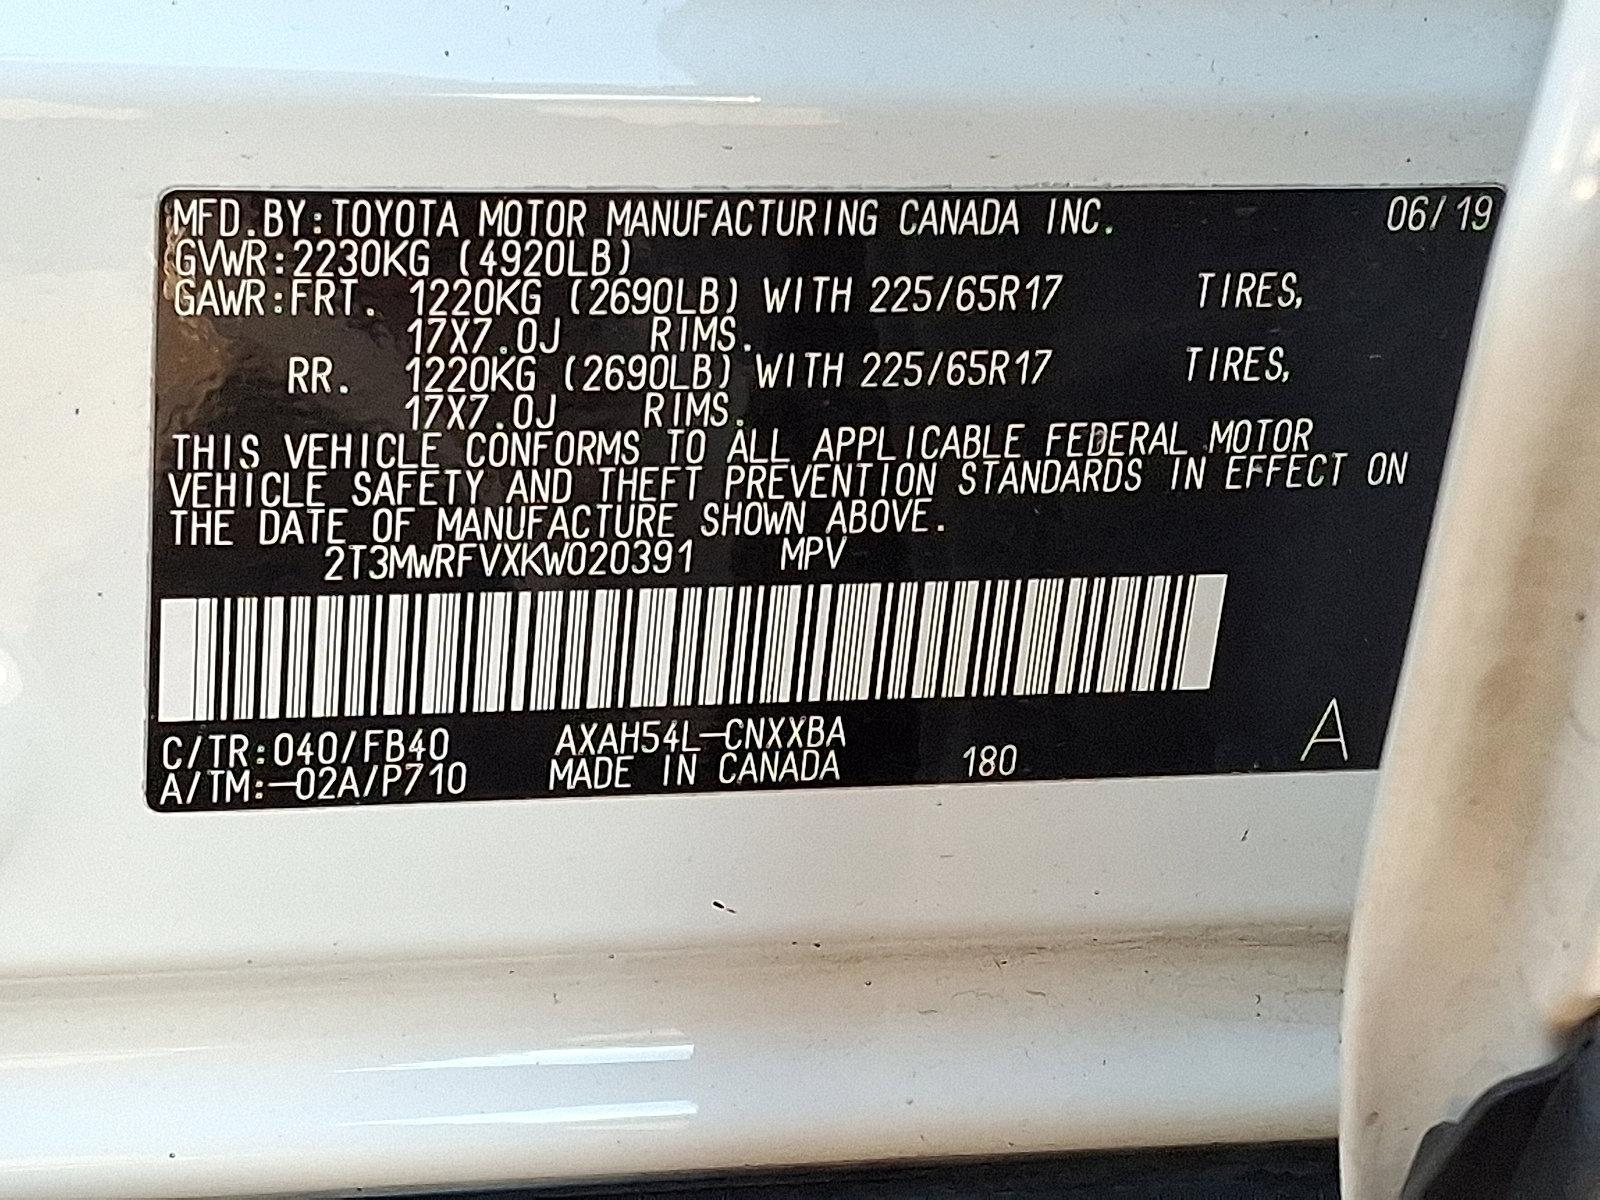 MFD.BY:TOYOTA MOTOR MANUFACTURING CANADA INC. 06/19
GVWR:2230KG (4920LB)
GAWR:FRT. 1220KG (2690LB) WITH 225/65R17 TIRES,
17X7.0J RIMS.
RR. 1220KG (2690LB) WITH 225/65R17 TIRES,
17X7.0J RIMS.
THIS VEHICLE CONFORMS TO ALL APPLICABLE FEDERAL MOTOR
VEHICLE SAFETY AND THEFT PREVENTION STANDARDS IN EFFECT ON
THE DATE OF MANUFACTURE SHOWN ABOVE.
2T3MWRFVXKW020391 MPV
C/TR:040/FB40 AXAH54L-CNXXBA
A/TM:-02A/P710 MADE IN CANADA 180 A